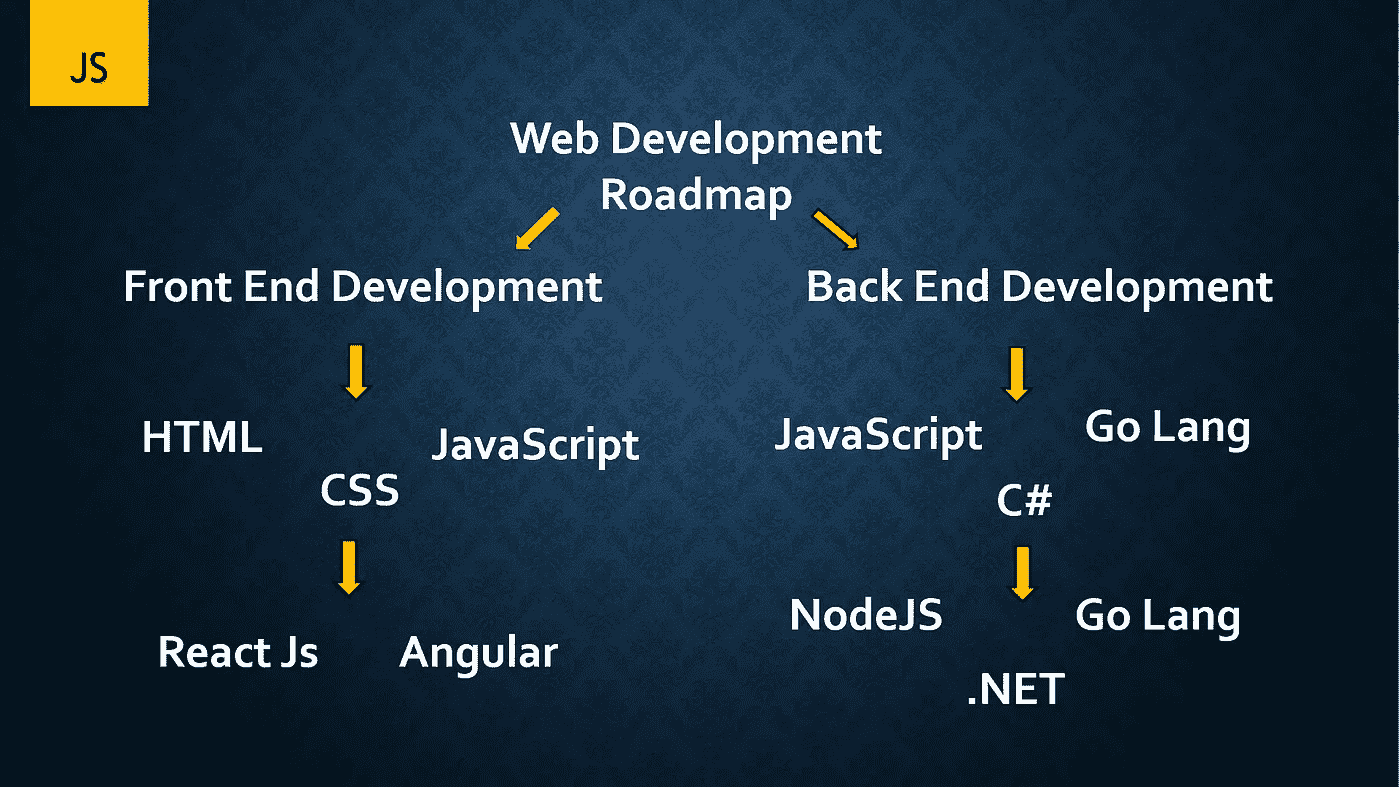 JS
Web Development
Roadmap
Front End Development
Back End Development
HTML
CSS
JavaScript
JavaScript
C#
Go Lang
React Js
Angular
NodeJS
.NET
Go Lang